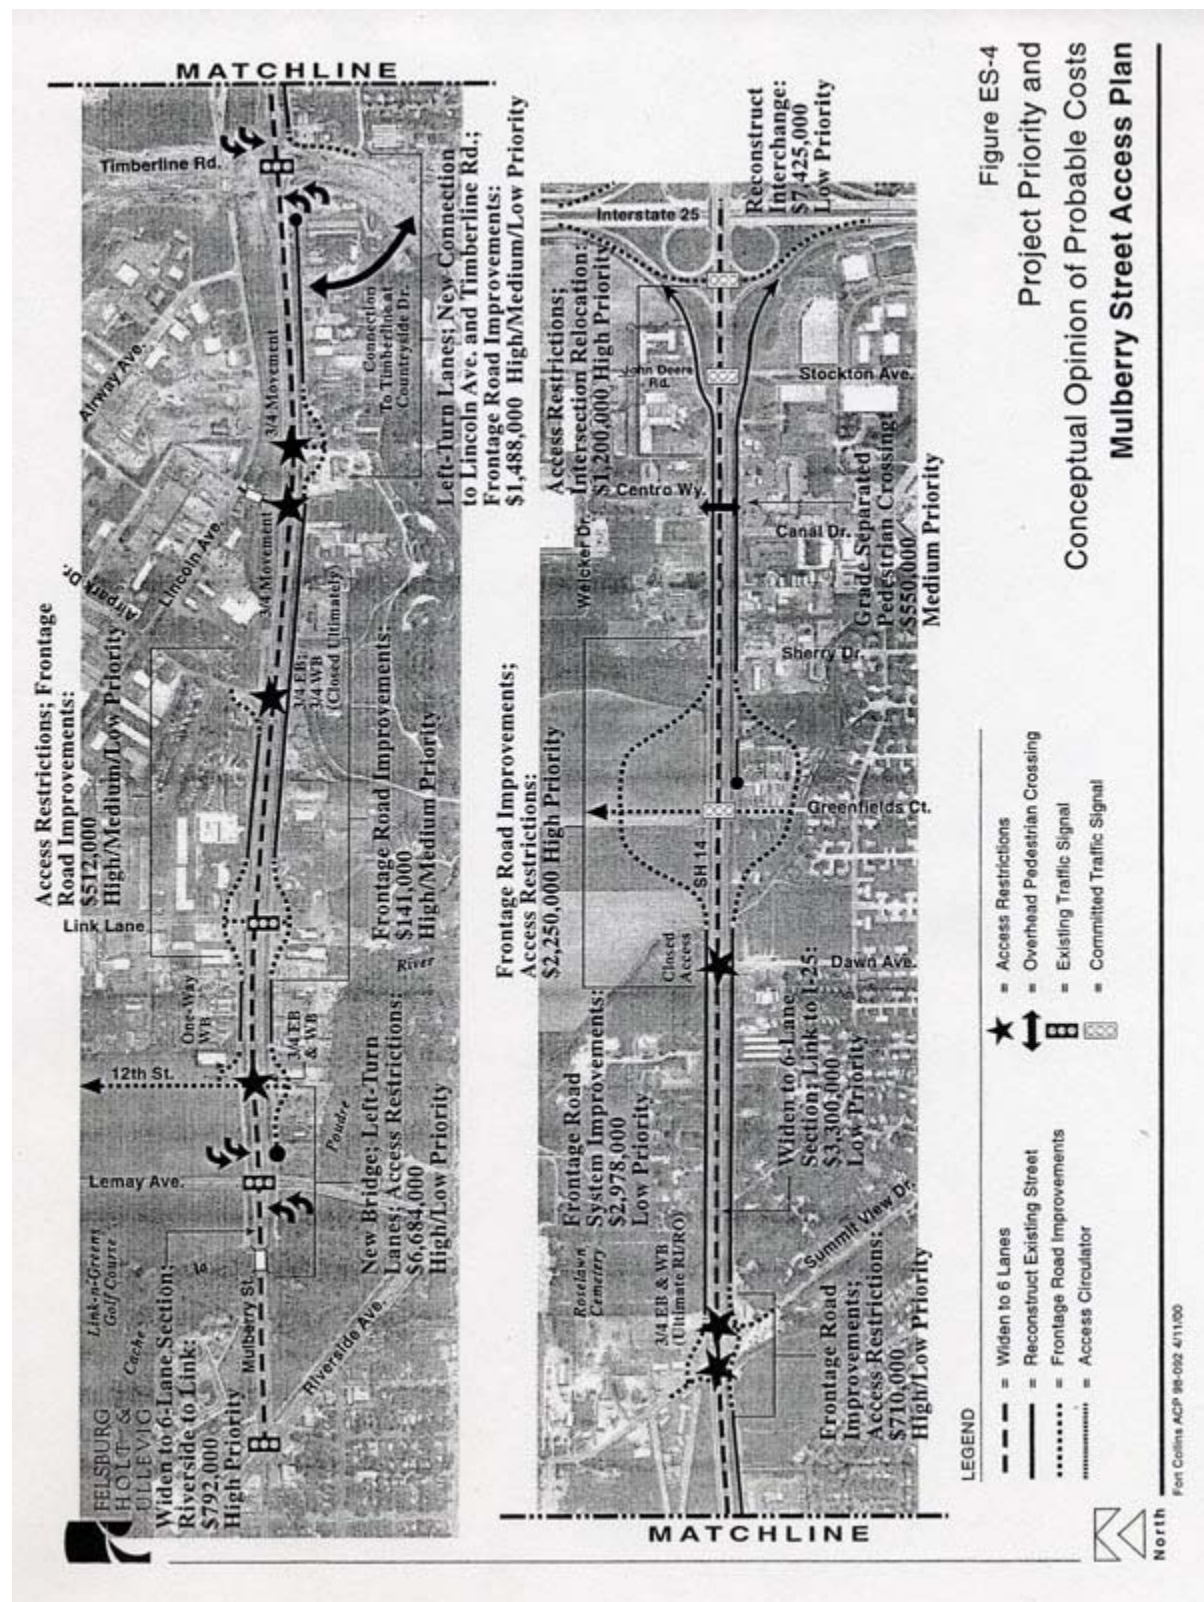 FELSBURG
HOLT &
ULLEVIG
MATCHLINE
Access Restrictions; Frontage
Road Improvements:
$512,000
High/Medium/Low Priority
Widen to 6-Lane Section;
Riverside to Link:
$792,000
High Priority
New Bridge; Left-Turn
Lanes; Access Restrictions:
$6,684,000
High/Low Priority
Frontage Road Improvements:
$141,000
High/Medium Priority
Left-Turn Lanes; New Connection
to Lincoln Ave. and Timberline Rd.;
Frontage Road Improvements:
$1,488,000 High/Medium/Low Priority
Link-n-Greens
Golf Course
Cache
la
Poudre
River
Mulberry St.
Riverside Ave.
Lemay Ave.
12th St.
One-Way
WB
3/4 EB
& WB
Link Lane
3/4 EB;
3/4 WB
(Closed Ultimately)
Airpark Dr.
Lincoln Ave.
3/4 Movement
3/4 Movement
Airway Ave.
Timberline Rd.
Connection
To Timberline at
Countryside Dr.
MATCHLINE
Frontage Road
Improvements;
Access Restrictions:
$710,000
High/Low Priority
3/4 EB & WB
(Ultimate RI/RO)
Roselawn
Cemetery
Summit View Dr.
Frontage Road
System Improvements:
$2,978,000
Low Priority
Widen to 6-Lane
Section; Link to I-25:
$3,300,000
Low Priority
Closed
Access
Dawn Ave.
SH 14
Frontage Road Improvements;
Access Restrictions:
$2,250,000 High Priority
Greenfields Ct.
Sherry Dr.
Welcker Dr.
Centro Wy.
Canal Dr.
Grade Separated
Pedestrian Crossing:
$550,000
Medium Priority
Access Restrictions;
Intersection Relocation:
$1,200,000 High Priority
John Deere
Rd.
Stockton Ave.
Interstate 25
Reconstruct
Interchange:
$7,425,000
Low Priority
LEGEND
= Widen to 6 Lanes
= Reconstruct Existing Street
= Frontage Road Improvements
= Access Circulator
= Access Restrictions
= Overhead Pedestrian Crossing
= Existing Traffic Signal
= Committed Traffic Signal
Figure ES-4
Project Priority and
Conceptual Opinion of Probable Costs
Mulberry Street Access Plan
North
Fort Collins ACP 98-092 4/11/00